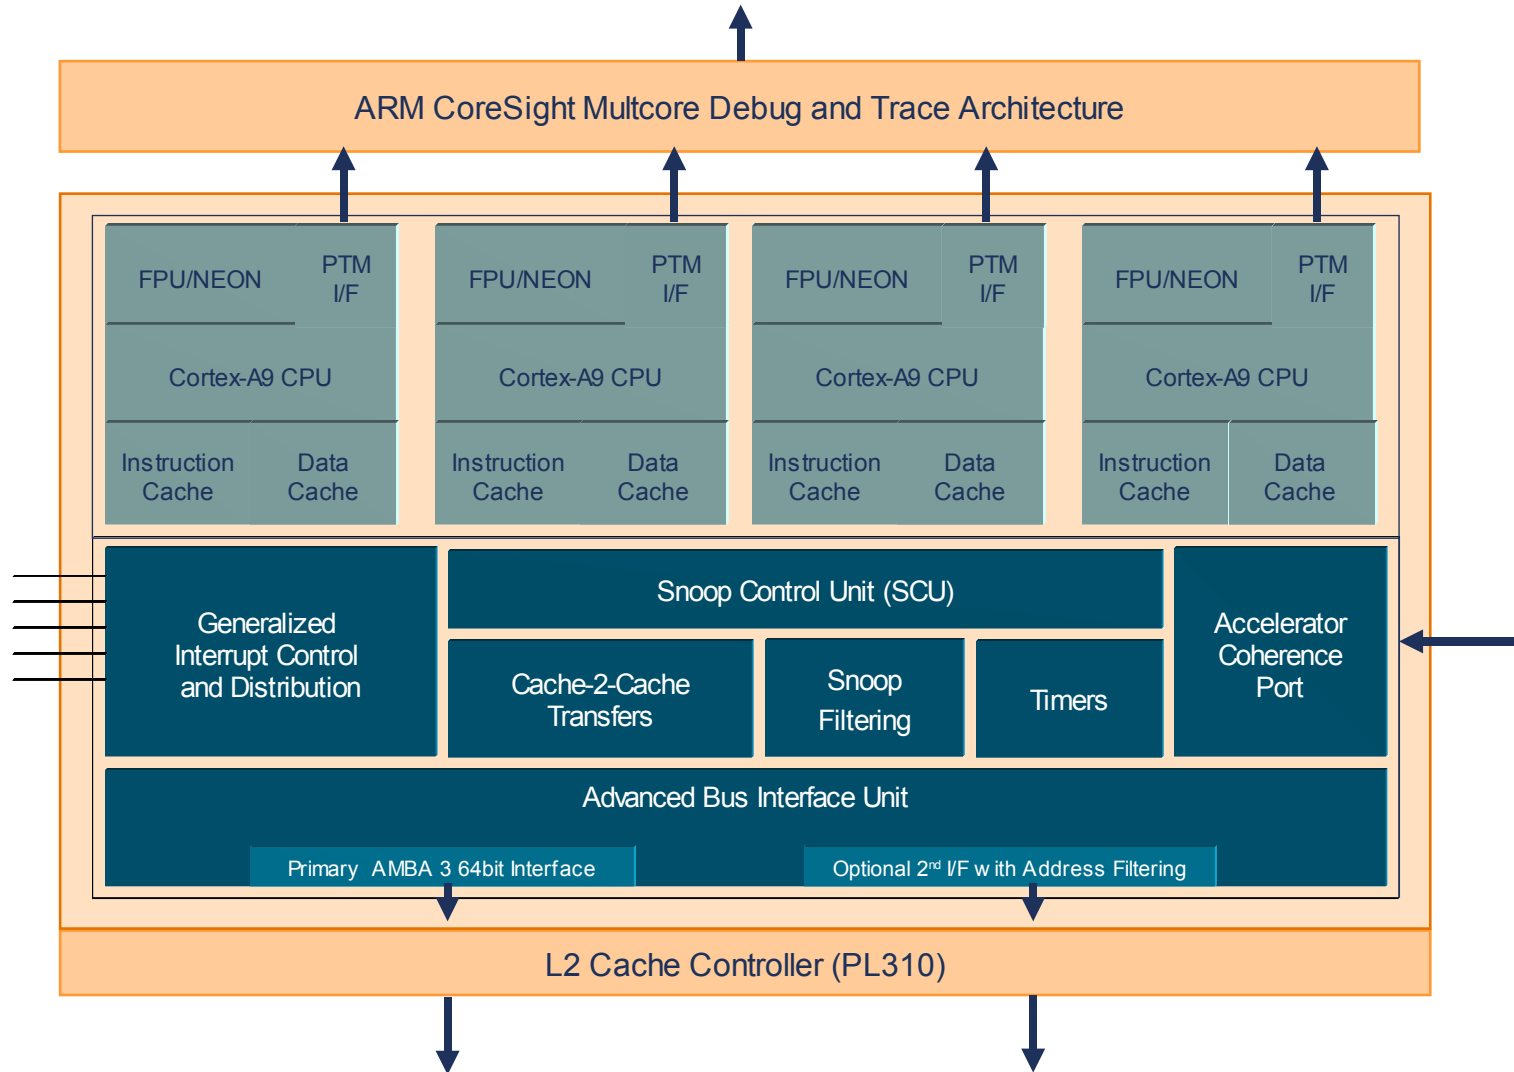 ARM CoreSight Multcore Debug and Trace Architecture
FPU/NEON
PTM
I/F
Cortex-A9 CPU
Instruction
Cache
Data
Cache
FPU/NEON
PTM
I/F
Cortex-A9 CPU
Instruction
Cache
Data
Cache
FPU/NEON
PTM
I/F
Cortex-A9 CPU
Instruction
Cache
Data
Cache
FPU/NEON
PTM
I/F
Cortex-A9 CPU
Instruction
Cache
Data
Cache
Generalized
Interrupt Control
and Distribution
Snoop Control Unit (SCU)
Cache-2-Cache
Transfers
Snoop
Filtering
Timers
Accelerator
Coherence
Port
Advanced Bus Interface Unit
Primary AMBA 3 64bit Interface
Optional 2nd I/F with Address Filtering
L2 Cache Controller (PL310)